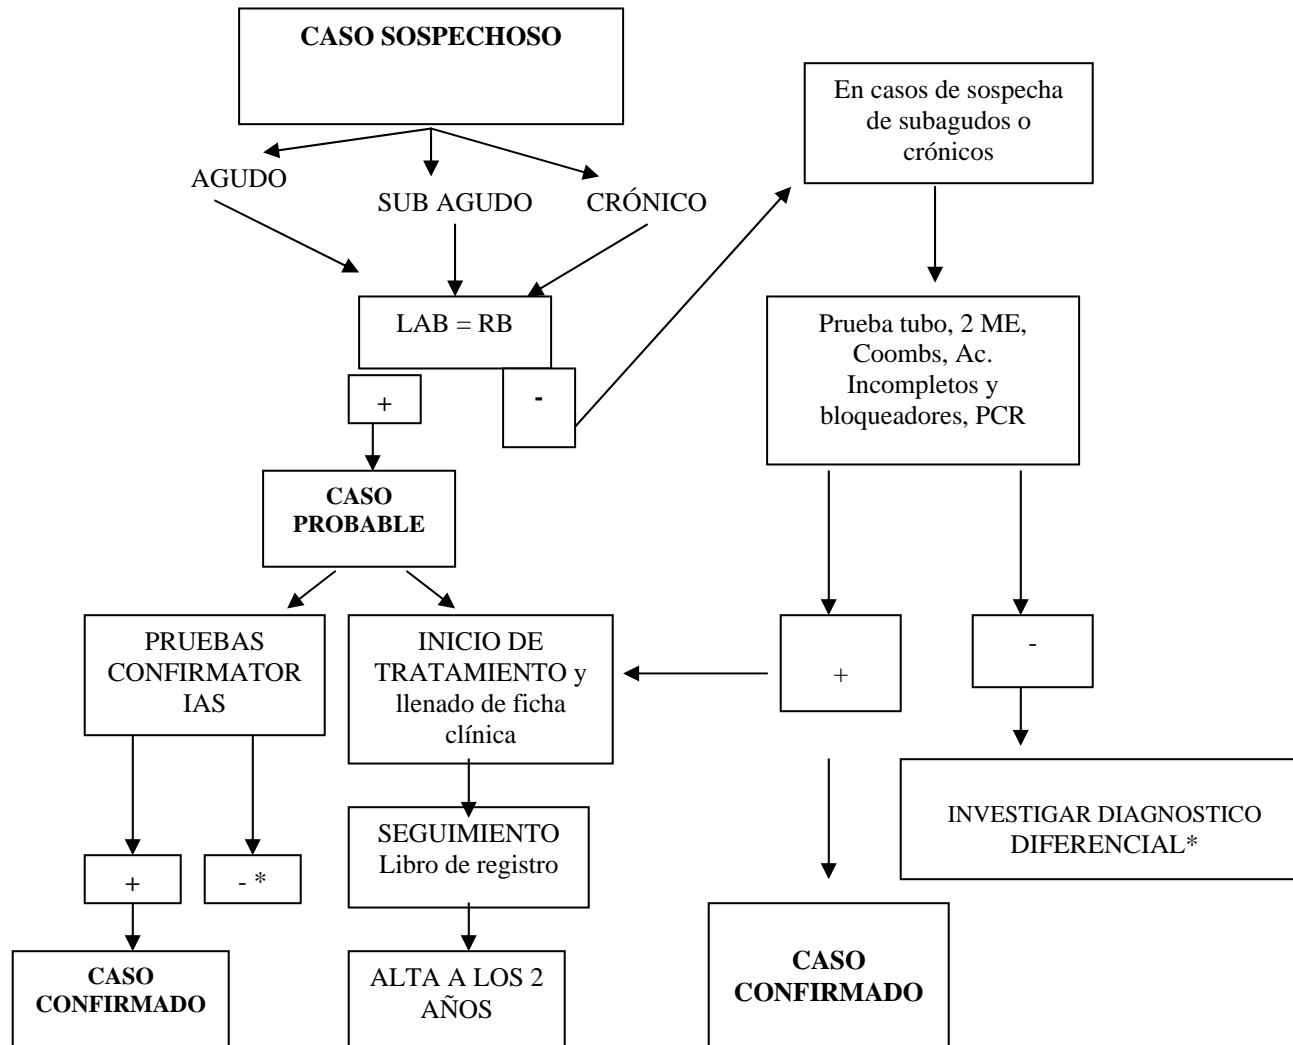 CASO SOSPECHOSO
En casos de sospecha
de subagudos o
crónicos
AGUDO
SUB AGUDO
CRÓNICO
LAB = RB
Prueba tubo, 2 ME,
Coombs, Ac.
Incompletos y
bloqueadores, PCR
+
-
CASO
PROBABLE
PRUEBAS
CONFIRMATOR
IAS
INICIO DE
TRATAMIENTO y
llenado de ficha
clínica
+
-
SEGUIMIENTO
Libro de registro
INVESTIGAR DIAGNOSTICO
DIFERENCIAL*
+
- *
CASO
CONFIRMADO
ALTA A LOS 2
AÑOS
CASO
CONFIRMADO